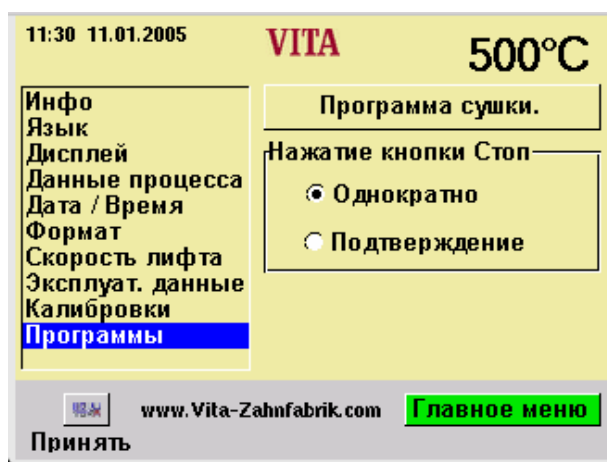 11:30 11.01.2005
VITA
500°C
Инфо
Язык
Дисплей
Данные процесса
Дата / Время
Формат
Скорость лифта
Эксплуат. данные
Калибровки
Программы
Программа сушки.
Нажатие кнопки Стоп
Однократно
Подтверждение
www.Vita-Zahnfabrik.com
Главное меню
Принять